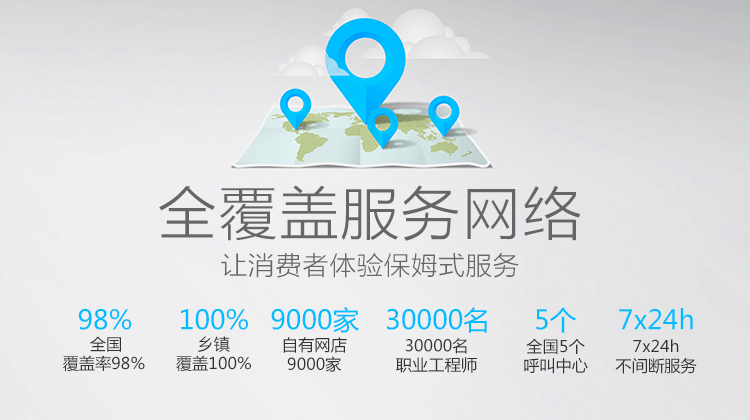 全覆盖服务网络
让消费者体验保姆式服务
98%
全国
覆盖率98%
100%
乡镇
覆盖100%
9000家
自有网店
9000家
30000名
30000名
职业工程师
5个
全国5个
呼叫中心
7x24h
7x24h
不间断服务